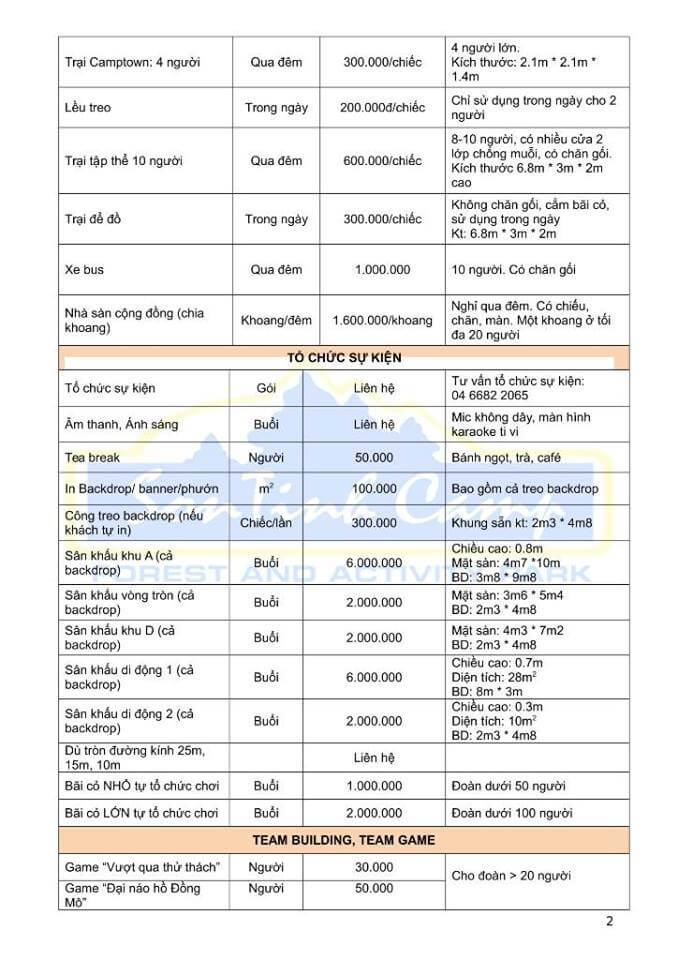 Trại Camptown: 4 người
Qua đêm
300.000/chiếc
4 người lớn.
Kích thước: 2.1m * 2.1m *
1.4m
Lều treo
Trong ngày
200.000đ/chiếc
Chỉ sử dụng trong ngày cho 2
người
Trại tập thể 10 người
Qua đêm
600.000/chiếc
8-10 người, có nhiều cửa 2
lớp chống muỗi, có chăn gối.
Kích thước 6.8m * 3m * 2m
cao
Trại để đồ
Trong ngày
300.000/chiếc
Không chăn gối, cắm bãi cỏ,
sử dụng trong ngày
Kt: 6.8m * 3m * 2m
Xe bus
Qua đêm
1.000.000
10 người. Có chăn gối
Nhà sàn cộng đồng (chia
khoang)
Khoang/đêm
1.600.000/khoang
Nghỉ qua đêm. Có chiếu,
chăn, màn. Một khoang ở tối
đa 20 người
TỔ CHỨC SỰ KIỆN
Tổ chức sự kiện
Gói
Liên hệ
Tư vấn tổ chức sự kiện:
04 6682 2065
Âm thanh, Ánh sáng
Buổi
Liên hệ
Mic không dây, màn hình
karaoke ti vi
Tea break
Người
50.000
Bánh ngọt, trà, café
In Backdrop/ banner/phướn
m²
100.000
Bao gồm cả treo backdrop
Công treo backdrop (nếu
khách tự in)
Chiếc/lần
300.000
Khung sẵn kt: 2m3 * 4m8
Sân khấu khu A (cả
backdrop)
Buổi
6.000.000
Chiều cao: 0.8m
Mặt sàn: 4m7 *10m
BD: 3m8 * 9m8
Sân khấu vòng tròn (cả
backdrop)
Buổi
2.000.000
Mặt sàn: 3m6 * 5m4
BD: 2m3 * 4m8
Sân khấu khu D (cả
backdrop)
Buổi
2.000.000
Mặt sàn: 4m3 * 7m2
BD: 2m3 * 4m8
Sân khấu di động 1 (cả
backdrop)
Buổi
6.000.000
Chiều cao: 0.7m
Diện tích: 28m²
BD: 8m * 3m
Sân khấu di động 2 (cả
backdrop)
Buổi
2.000.000
Chiều cao: 0.3m
Diện tích: 10m²
BD: 2m3 * 4m8
Dù tròn đường kính 25m,
15m, 10m
Liên hệ
Bãi cỏ NHỎ tự tổ chức chơi
Buổi
1.000.000
Đoàn dưới 50 người
Bãi cỏ LỚN tự tổ chức chơi
Buổi
2.000.000
Đoàn dưới 100 người
SơnTinh Camp
FOREST AND ACTIVITY PARK
TEAM BUILDING, TEAM GAME
Game “Vượt qua thử thách”
Người
30.000
Cho đoàn > 20 người
Game “Đại náo hồ Đồng
Mô”
Người
50.000
2